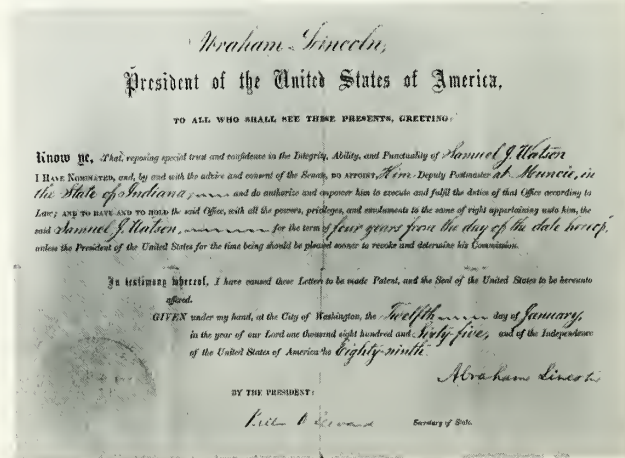 Abraham Lincoln,
President of the United States of America,
TO ALL WHO SHALL SEE THESE PRESENTS, GREETING:
Know ye, That, reposing special trust and confidence in the Integrity, Ability, and Punctuality of Samuel J. Watson
I HAVE NOMINATED, and, by and with the advice and consent of the Senate, DO APPOINT, Him Deputy Postmaster at Muncie, in
the State of Indiana, and do authorize and empower him to execute and fulfil the duties of that Office according to
Law; AND TO HAVE AND TO HOLD the said Office, with all the powers, privileges, and emoluments to the same of right appertaining unto him, the
said Samuel J. Watson, for the term of four years from the day of the date hereof,
unless the President of the United States for the time being should be pleased sooner to revoke and determine his Commission.
In testimony whereof, I have caused these Letters to be made Patent, and the Seal of the United States to be hereunto
affixed.
GIVEN under my hand, at the City of Washington, the Twelfth day of January,
in the year of our Lord one thousand eight hundred and Sixty-five, and of the Independence
of the United States of America the Eighty-ninth.
Abraham Lincoln
BY THE PRESIDENT:
Seward Secretary of State.